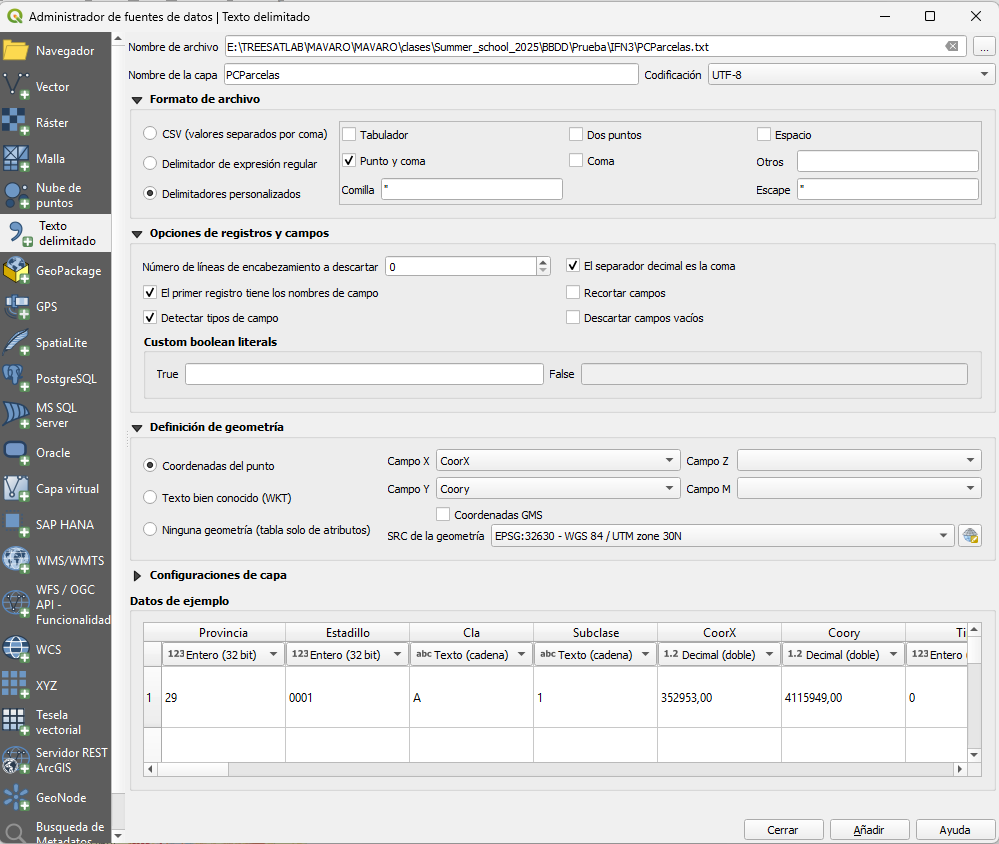 Administrador de fuentes de datos | Texto delimitado
Navegador
Vector
Ráster
Malla
Nube de
puntos
Texto
delimitado
GeoPackage
GPS
SpatiaLite
PostgreSQL
MS SQL
Server
Oracle
Capa virtual
SAP HANA
WMS/WMTS
WFS / OGC
API -
Funcionalidad
WCS
XYZ
Tesela
vectorial
Servidor REST
ArcGIS
GeoNode
Busqueda de
Metadatos
Nombre de archivo E:\TREESATLAB\MAVARO\MAVARO\clases\Summer_school_2025\BBDD\Prueba\IFN3\PCParcelas.txt ...
Nombre de la capa PCParcelas Codificación UTF-8
Formato de archivo
CSV (valores separados por coma) Tabulador Dos puntos Espacio
Delimitador de expresión regular Punto y coma Coma Otros
Delimitadores personalizados Comilla " Escape "
Opciones de registros y campos
Número de líneas de encabezamiento a descartar 0 El separador decimal es la coma
El primer registro tiene los nombres de campo Recortar campos
Detectar tipos de campo Descartar campos vacíos
Custom boolean literals
True False
Definición de geometría
Coordenadas del punto Campo X CoorX Campo Z
Texto bien conocido (WKT) Campo Y Coory Campo M
Coordenadas GMS
Ninguna geometría (tabla solo de atributos) SRC de la geometría EPSG:32630 - WGS 84 / UTM zone 30N
Configuraciones de capa
Datos de ejemplo
Provincia Estadillo Cla Subclase CoorX Coory Ti
123 Entero (32 bit) 123 Entero (32 bit) abc Texto (cadena) abc Texto (cadena) 1.2 Decimal (doble) 1.2 Decimal (doble) 123 Entero (
1 29 0001 A 1 352953,00 4115949,00 0
Cerrar Añadir Ayuda